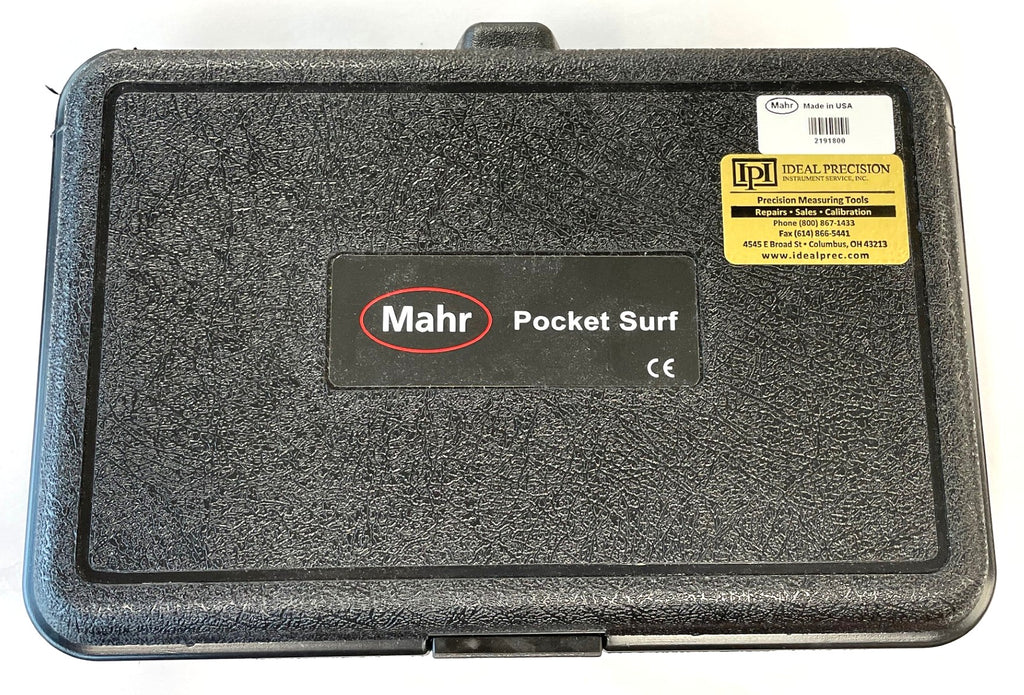 Mahr Made in USA
2191800
IPI IDEAL PRECISION
INSTRUMENT SERVICE, INC.
Precision Measuring Tools
Repairs • Sales • Calibration
Phone (800) 867-1433
Fax (614) 866-5441
4545 E Broad St • Columbus, OH 43213
www.idealprec.com
Mahr Pocket Surf
CE